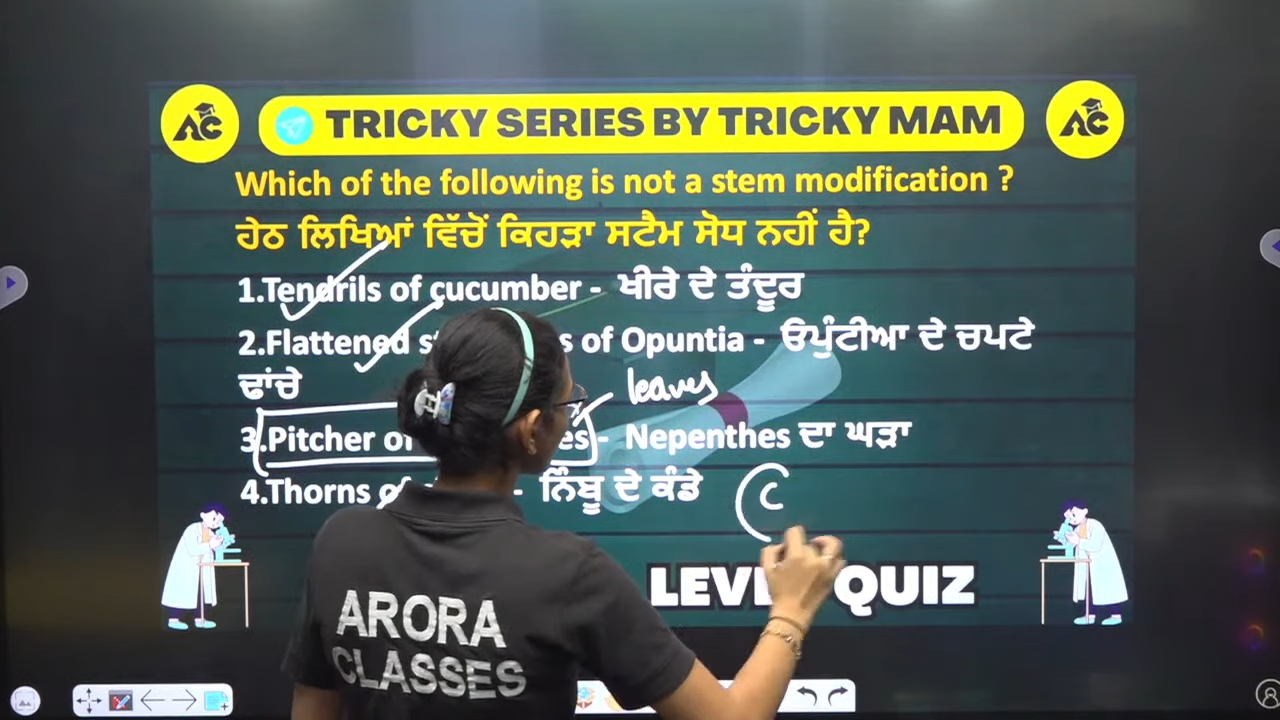 AC
TRICKY SERIES BY TRICKY MAM
AC
Which of the following is not a stem modification ?
ਹੇਠ ਲਿਖਿਆਂ ਵਿੱਚੋਂ ਕਿਹੜਾ ਸਟੈਮ ਸੋਧ ਨਹੀਂ ਹੈ?
1.Tendrils of cucumber - ਖੀਰੇ ਦੇ ਤੰਦੂਰ
2.Flattened of Opuntia - ਓਪੁੰਟੀਆ ਦੇ ਚਪਟੇ
ਢਾਂਚੇ
leaves
3.Pitcher - Nepenthes ਦਾ ਘੜਾ
4.Thorns - ਨਿੰਬੂ ਦੇ ਕੰਡੇ
C
QUIZ
ARORA
CLASSES